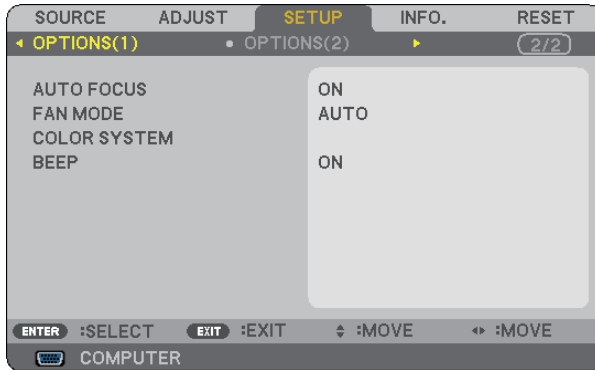 SOURCE ADJUST SETUP INFO. RESET
OPTIONS(1) OPTIONS(2) 2/2
AUTO FOCUS ON
FAN MODE AUTO
COLOR SYSTEM
BEEP ON
ENTER :SELECT EXIT :EXIT :MOVE :MOVE
COMPUTER